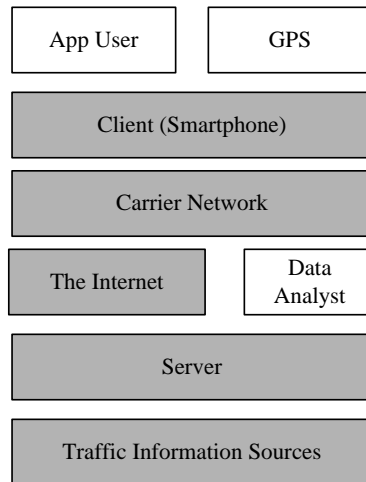 App User
GPS
Client (Smartphone)
Carrier Network
The Internet
Data
Analyst
Server
Traffic Information Sources